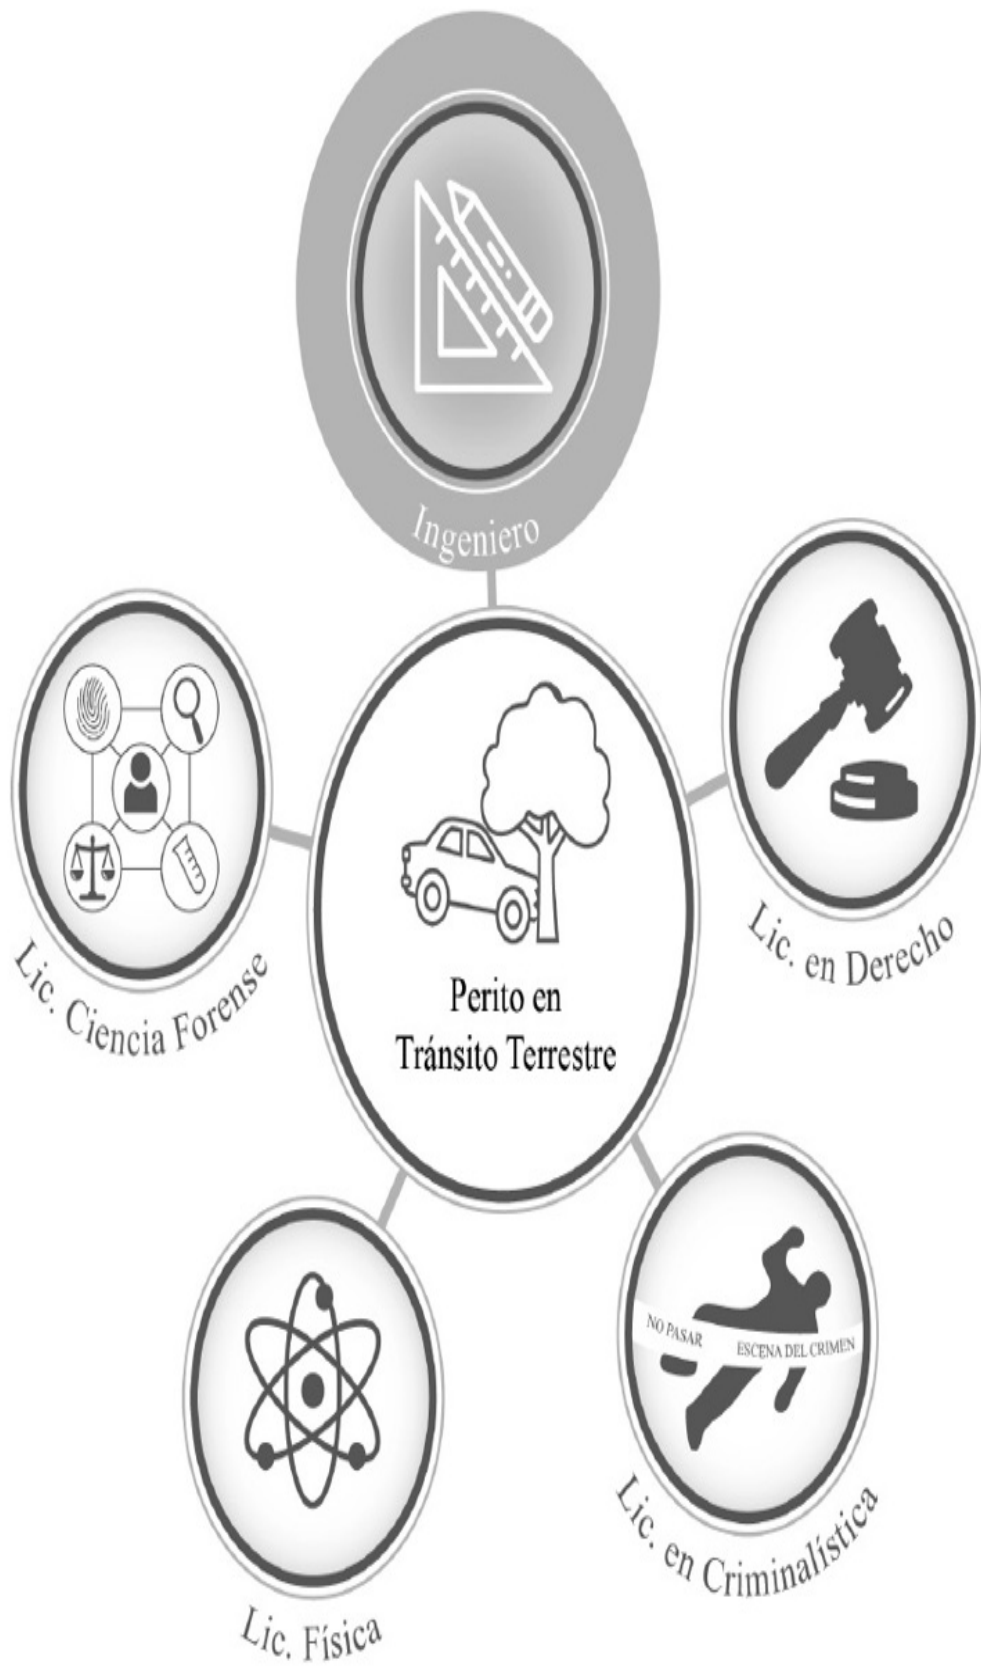 Ingeniero
Lic. en Derecho
Lic. Ciencia Forense
Perito en
Tránsito Terrestre
NO PASAR ESCENA DEL CRIMEN
Lic. en Criminalística
Lic. Física